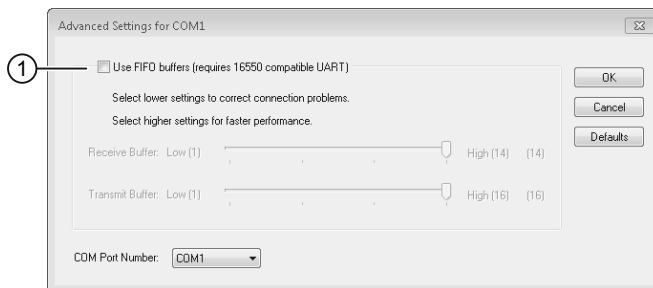 Advanced Settings for COM1
1
Use FIFO buffers (requires 16550 compatible UART)
OK
Select lower settings to correct connection problems.
Cancel
Select higher settings for faster performance.
Defaults
Receive Buffer: Low (1) High (14) (14)
Transmit Buffer: Low (1) High (16) (16)
COM Port Number: COM1